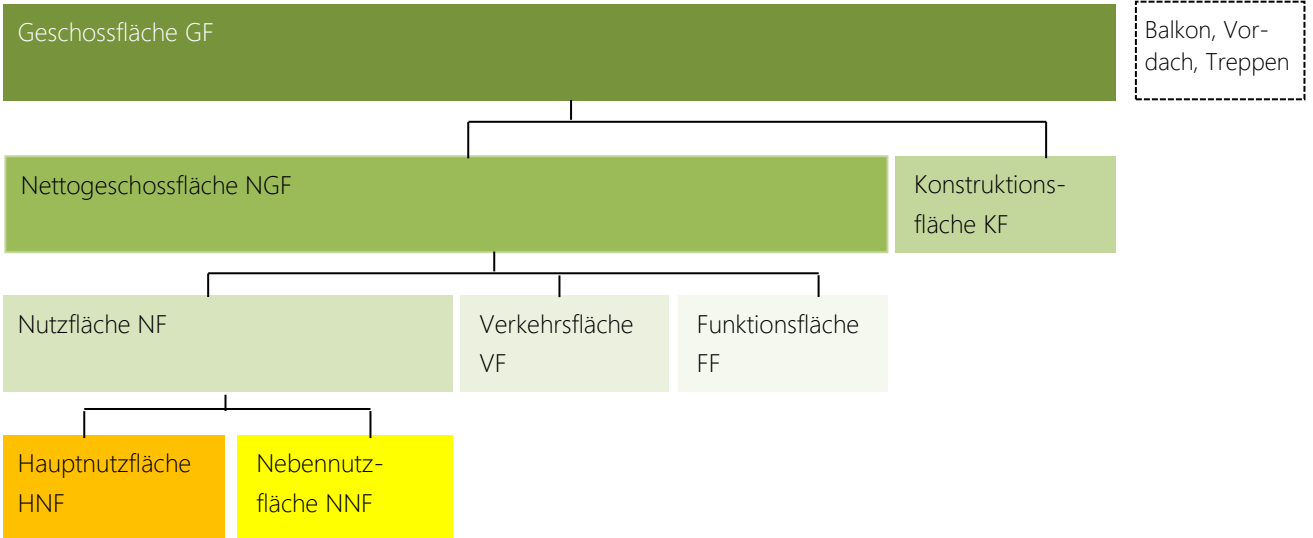 Geschossfläche GF
Balkon, Vor-
dach, Treppen
Nettogeschossfläche NGF
Konstruktions-
fläche KF
Nutzfläche NF
Verkehrsfläche
VF
Funktionsfläche
FF
Hauptnutzfläche
HNF
Nebennutz-
fläche NNF